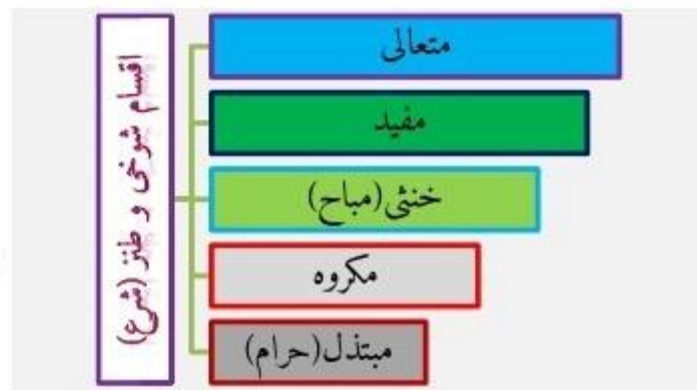 اقسام شوخی و طنز (شرع)
متعالی
مفید
خنثی (مباح)
مکروه
مبتذل (حرام)